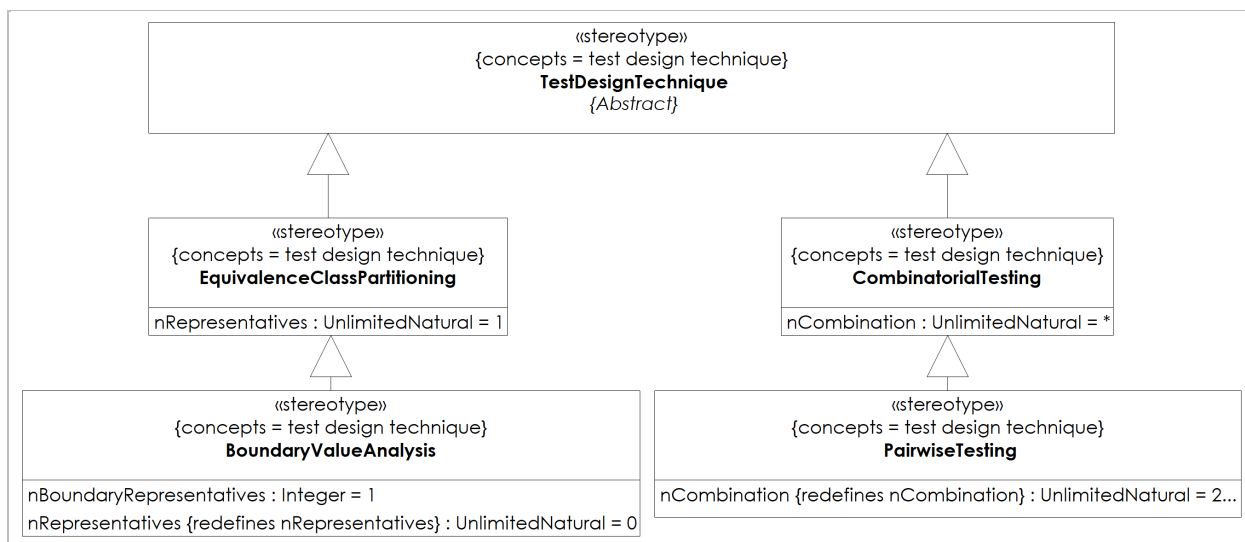 «stereotype»
{concepts = test design technique}
TestDesignTechnique
{Abstract}
«stereotype»
{concepts = test design technique}
EquivalenceClassPartitioning
nRepresentatives : UnlimitedNatural = 1
«stereotype»
{concepts = test design technique}
CombinatorialTesting
nCombination : UnlimitedNatural = *
«stereotype»
{concepts = test design technique}
BoundaryValueAnalysis
nBoundaryRepresentatives : Integer = 1
nRepresentatives {redefines nRepresentatives} : UnlimitedNatural = 0
«stereotype»
{concepts = test design technique}
PairwiseTesting
nCombination {redefines nCombination} : UnlimitedNatural = 2...